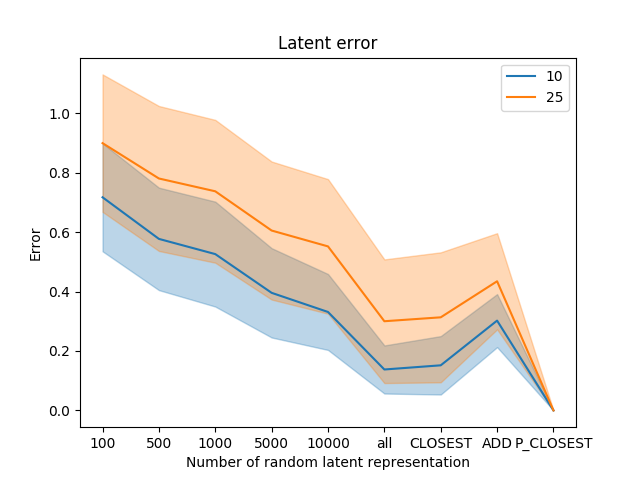 Latent error
10
25
1.0
0.8
0.6
0.4
0.2
0.0
Error
100 500 1000 5000 10000 all CLOSEST ADD P_CLOSEST
Number of random latent representation